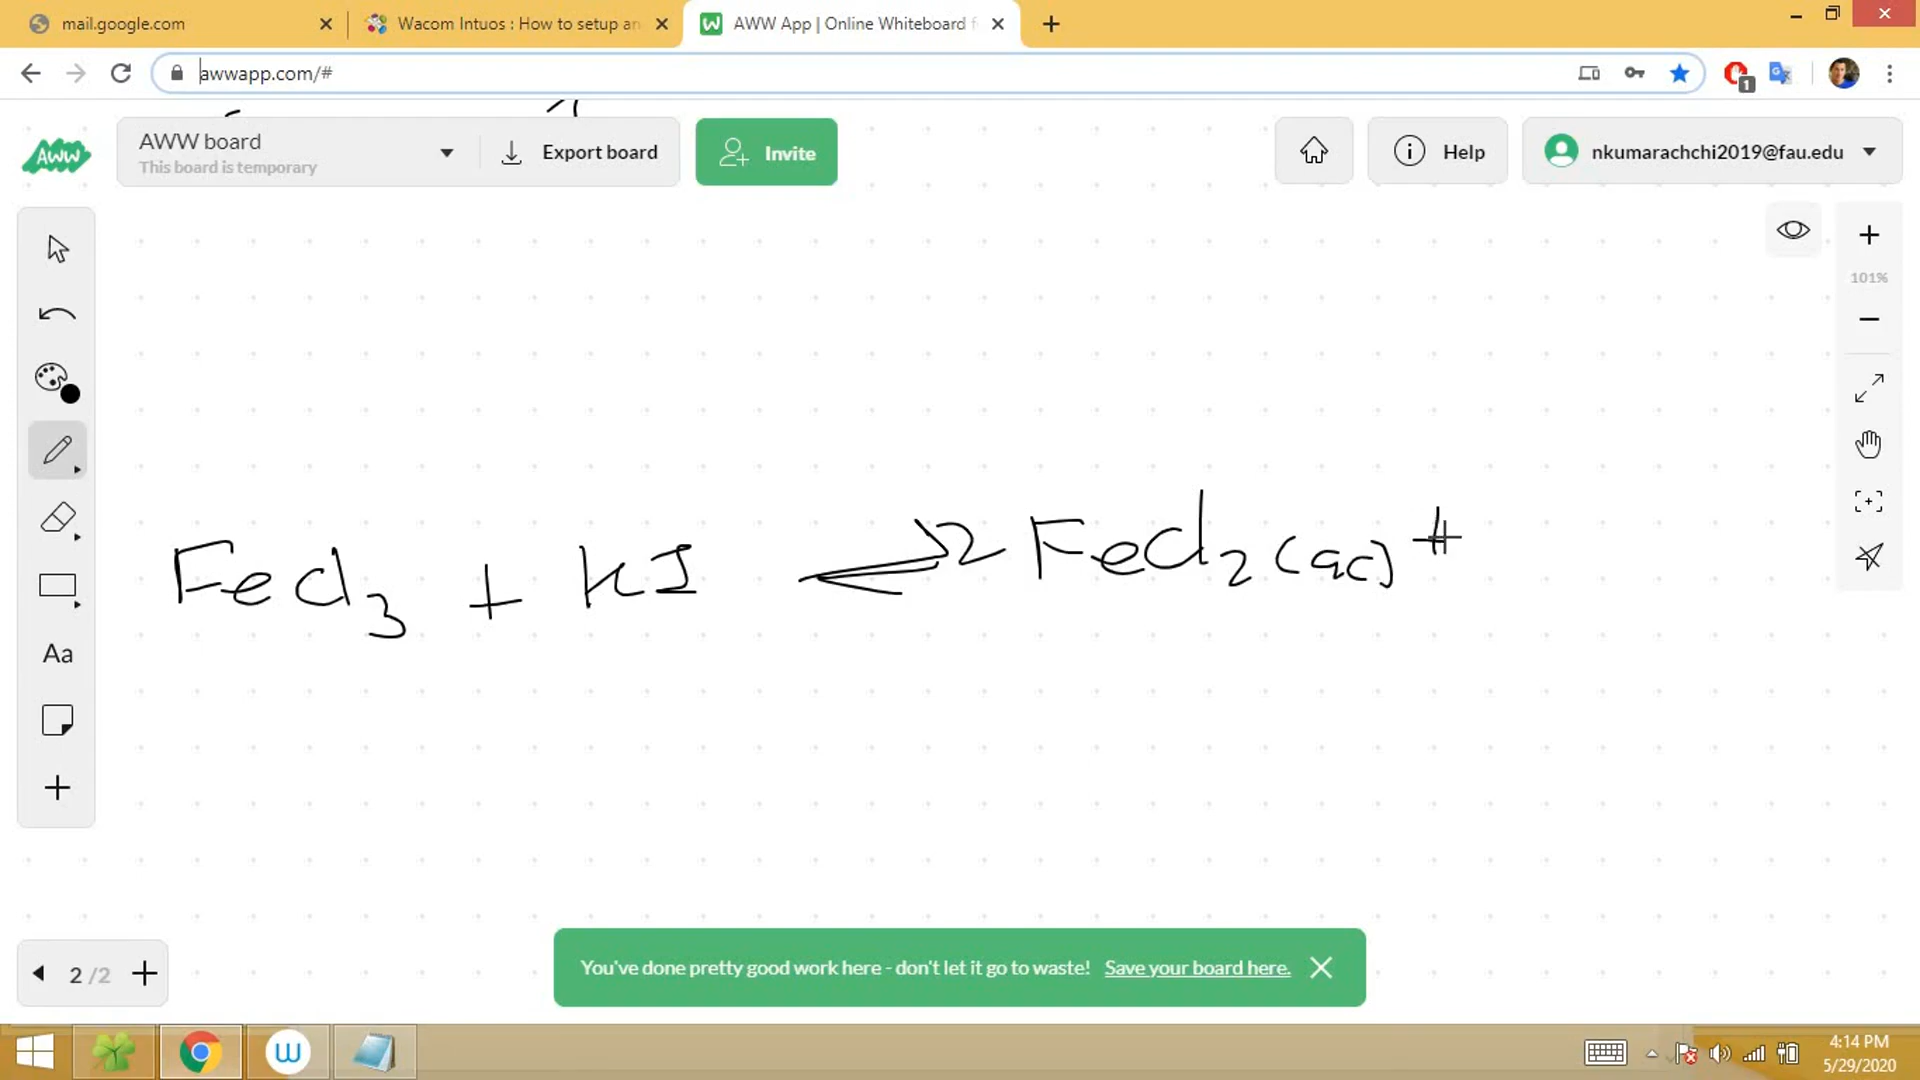 mail.google.com
Wacom Intuos : How to setup an
AWW App | Online Whiteboard f
awwapp.com/#
1
AWW
AWW board
This board is temporary
Export board
Invite
Help
nkumarachchi2019@fau.edu
101%
Aa
FeCl3 + KI ⇌ 2 FeCl2 (aq) +
You've done pretty good work here - don't let it go to waste! Save your board here.
2 /2
W
4:14 PM
5/29/2020